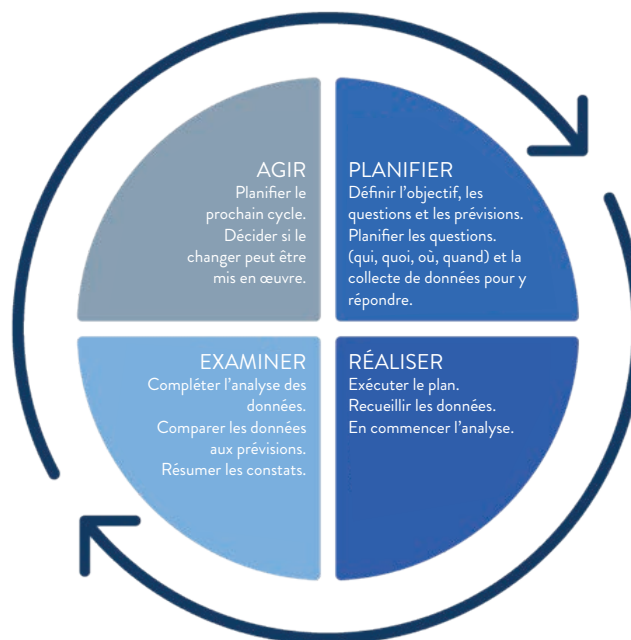 AGIR
Planifier le
prochain cycle.
Décider si le
changer peut être
mis en œuvre.
PLANIFIER
Définir l’objectif, les
questions et les prévisions.
Planifier les questions.
(qui, quoi, où, quand) et la
collecte de données pour y
répondre.
EXAMINER
Compléter l’analyse des
données.
Comparer les données
aux prévisions.
Résumer les constats.
RÉALISER
Exécuter le plan.
Recueillir les données.
En commencer l’analyse.